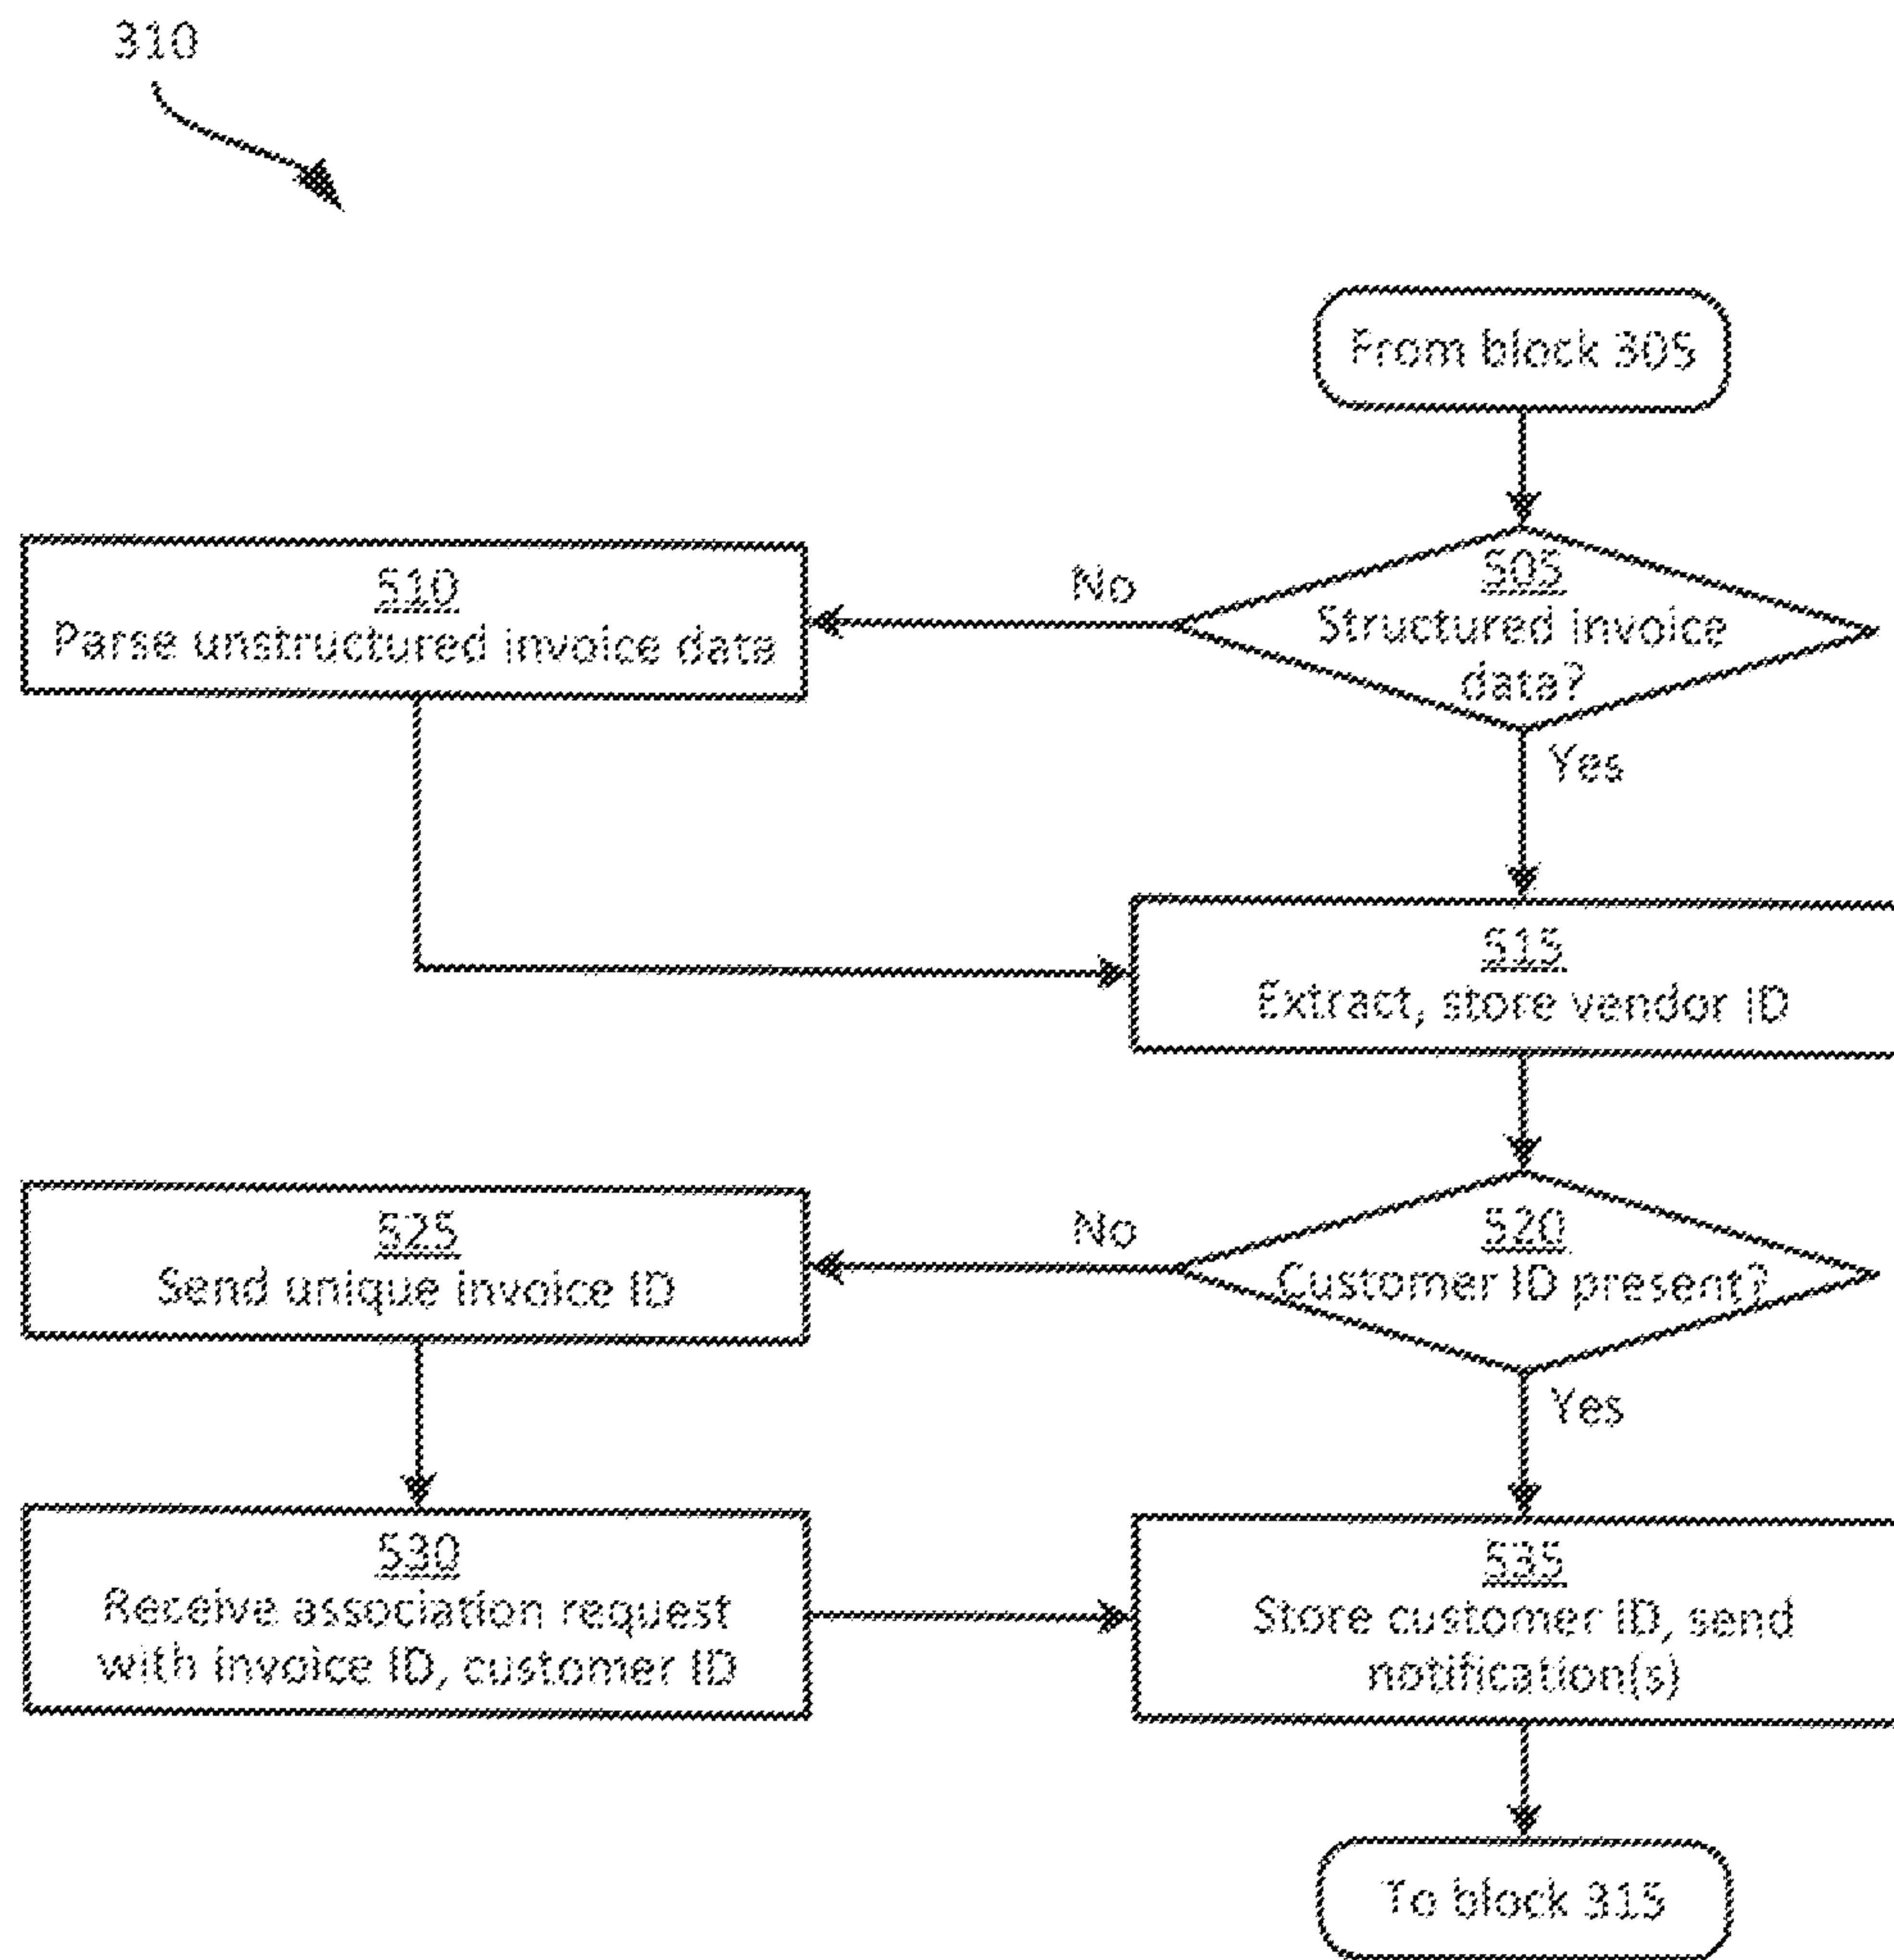 310
From block 305
505
Structured invoice
data?
No
Yes
510
Parse unstructured invoice data
515
Extract, store vendor ID
520
Customer ID present?
No
Yes
525
Send unique invoice ID
530
Receive association request
with invoice ID, customer ID
535
Store customer ID, send
notification(s)
To block 315